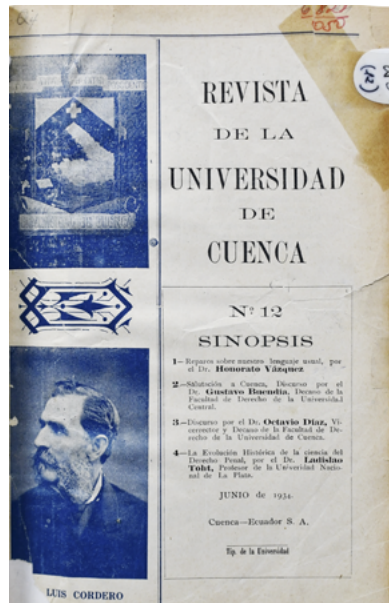 REVISTA
DE LA
UNIVERSIDAD
DE
CUENCA
Nº 12
SINOPSIS
1—Reparos sobre nuestro lenguaje usual, por
el Dr. Honorato Vázquez
2—Salutación a Cuenca, Discurso por el
Dr. Gustavo Buendía, Decano de la
Facultad de Derecho de la Universidad
Central.
3—Discurso por el Dr. Octavio Díaz, Vi-
cerrector y Decano de la Facultad de De-
recho de la Universidad de Cuenca.
4—La Evolución Histórica de la ciencia del
Derecho Penal, por el Dr. Ladislao
Tolet, Profesor de la Universidad Nacio-
nal de La Plata.
JUNIO de 1934.
Cuenca—Ecuador S. A.
Tip. de la Universidad
LUIS CORDERO